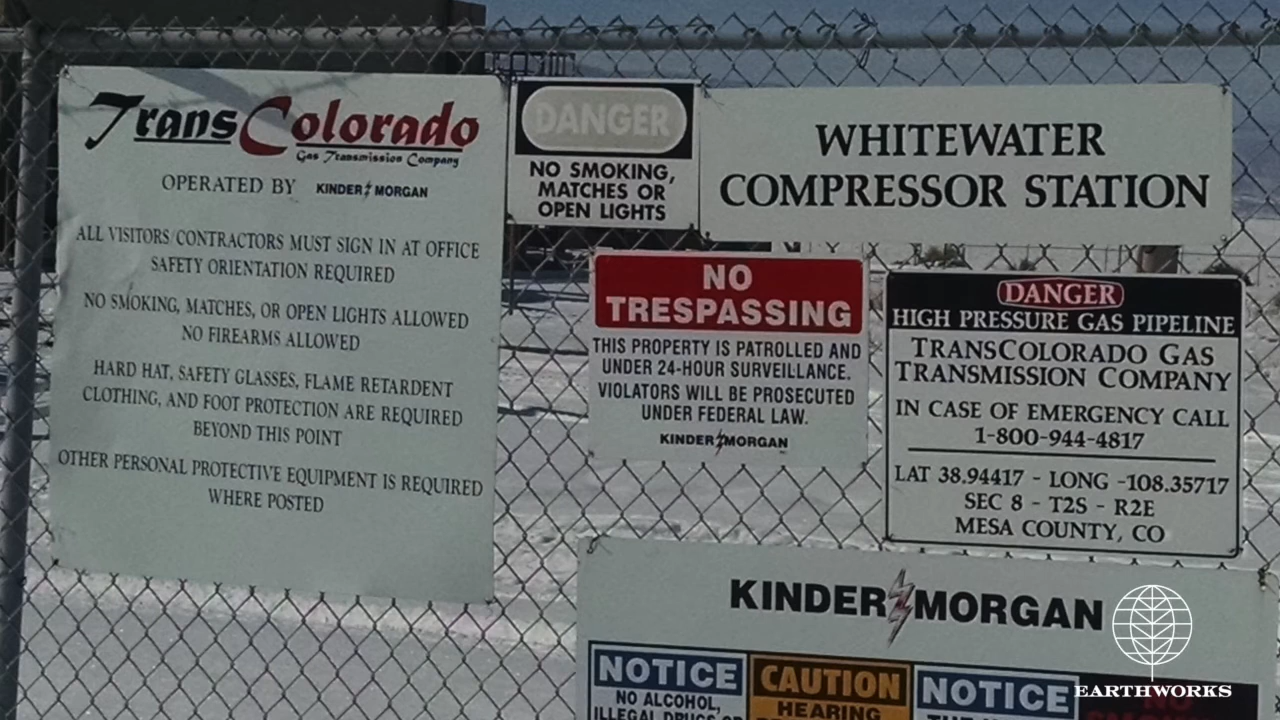 TransColorado
Gas Transmission Company
OPERATED BY KINDER MORGAN
ALL VISITORS/CONTRACTORS MUST SIGN IN AT OFFICE
SAFETY ORIENTATION REQUIRED
NO SMOKING, MATCHES, OR OPEN LIGHTS ALLOWED
NO FIREARMS ALLOWED
HARD HAT, SAFETY GLASSES, FLAME RETARDENT
CLOTHING, AND FOOT PROTECTION ARE REQUIRED
BEYOND THIS POINT
OTHER PERSONAL PROTECTIVE EQUIPMENT IS REQUIRED
WHERE POSTED
DANGER
NO SMOKING,
MATCHES OR
OPEN LIGHTS
WHITEWATER
COMPRESSOR STATION
NO
TRESPASSING
THIS PROPERTY IS PATROLLED AND
UNDER 24-HOUR SURVEILLANCE.
VIOLATORS WILL BE PROSECUTED
UNDER FEDERAL LAW.
KINDER MORGAN
DANGER
HIGH PRESSURE GAS PIPELINE
TRANSCOLORADO GAS
TRANSMISSION COMPANY
IN CASE OF EMERGENCY CALL
1-800-944-4817
LAT 38.94417 - LONG -108.35717
SEC 8 - T2S - R2E
MESA COUNTY, CO
KINDER MORGAN
NOTICE
NO ALCOHOL,
ILLEGAL DRUGS OR
CAUTION
HEARING
NOTICE
NO
EARTHWORKS